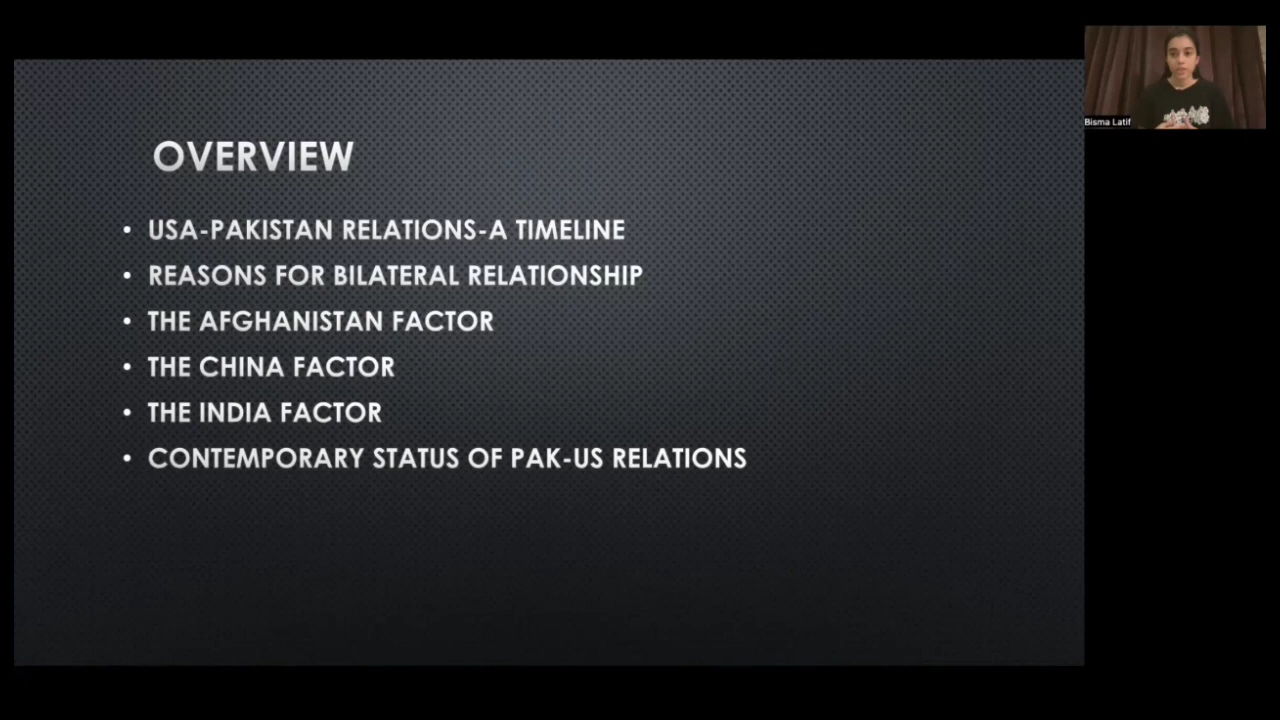 OVERVIEW
• USA-PAKISTAN RELATIONS-A TIMELINE
• REASONS FOR BILATERAL RELATIONSHIP
• THE AFGHANISTAN FACTOR
• THE CHINA FACTOR
• THE INDIA FACTOR
• CONTEMPORARY STATUS OF PAK-US RELATIONS
Bisma Latif